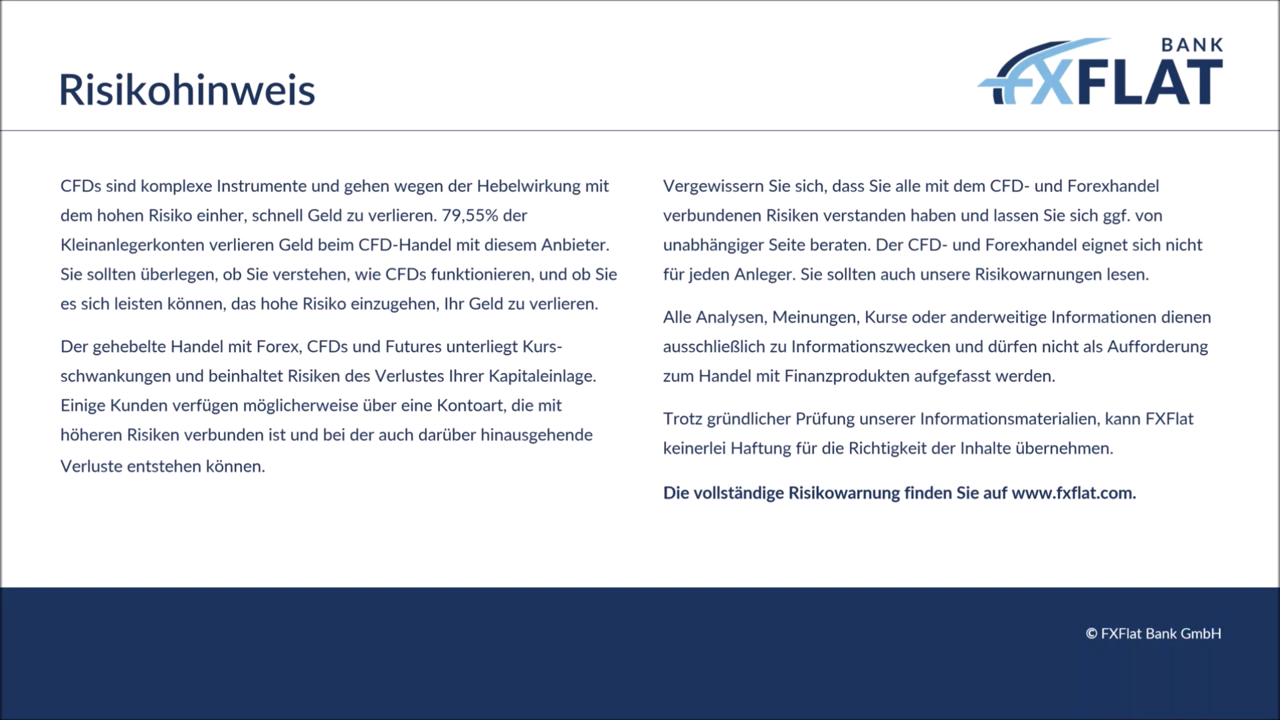 Risikohinweis
BANK
FXFLAT
CFDs sind komplexe Instrumente und gehen wegen der Hebelwirkung mit
dem hohen Risiko einher, schnell Geld zu verlieren. 79,55% der
Kleinanlegerkonten verlieren Geld beim CFD-Handel mit diesem Anbieter.
Sie sollten überlegen, ob Sie verstehen, wie CFDs funktionieren, und ob Sie
es sich leisten können, das hohe Risiko einzugehen, Ihr Geld zu verlieren.
Der gehebelte Handel mit Forex, CFDs und Futures unterliegt Kurs-
schwankungen und beinhaltet Risiken des Verlustes Ihrer Kapitaleinlage.
Einige Kunden verfügen möglicherweise über eine Kontoart, die mit
höheren Risiken verbunden ist und bei der auch darüber hinausgehende
Verluste entstehen können.
Vergewissern Sie sich, dass Sie alle mit dem CFD- und Forexhandel
verbundenen Risiken verstanden haben und lassen Sie sich ggf. von
unabhängiger Seite beraten. Der CFD- und Forexhandel eignet sich nicht
für jeden Anleger. Sie sollten auch unsere Risikowarnungen lesen.
Alle Analysen, Meinungen, Kurse oder anderweitige Informationen dienen
ausschließlich zu Informationszwecken und dürfen nicht als Aufforderung
zum Handel mit Finanzprodukten aufgefasst werden.
Trotz gründlicher Prüfung unserer Informationsmaterialien, kann FXFlat
keinerlei Haftung für die Richtigkeit der Inhalte übernehmen.
Die vollständige Risikowarnung finden Sie auf www.fxflat.com.
© FXFlat Bank GmbH